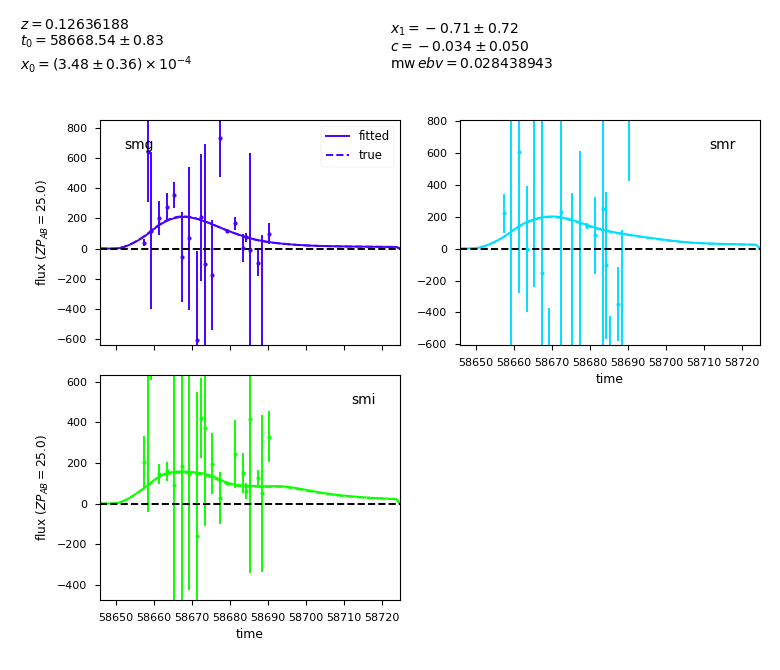 z = 0.12636188
t₀ = 58668.54 ± 0.83
x₀ = (3.48 ± 0.36) × 10⁻⁴
x₁ = −0.71 ± 0.72
c = −0.034 ± 0.050
mw ebv = 0.028438943
smg
fitted
true
800
600
400
200
0
−200
−400
−600
flux (ZP_AB = 25.0)
smr
800
600
400
200
0
−200
−400
−600
58650 58660 58670 58680 58690 58700 58710 58720
time
smi
600
400
200
0
−200
−400
flux (ZP_AB = 25.0)
58650 58660 58670 58680 58690 58700 58710 58720
time